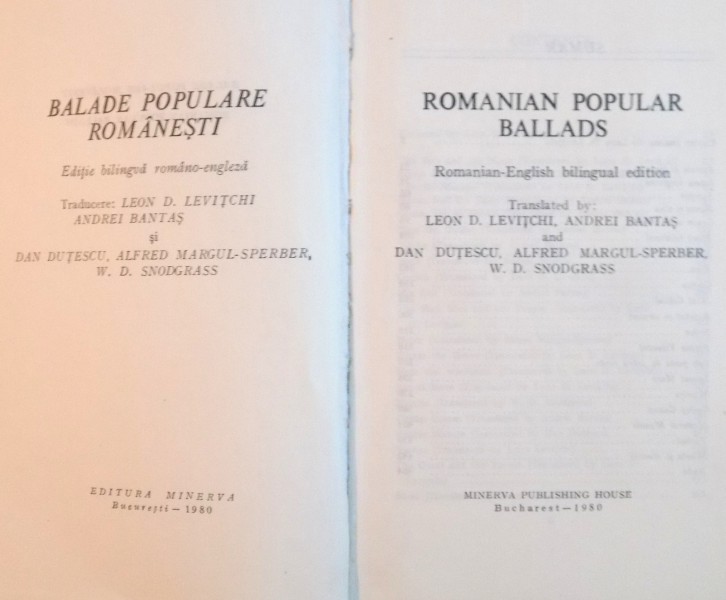 BALADE POPULARE
ROMÂNEȘTI
Ediție bilingvă româno-engleză
Traducere: LEON D. LEVIȚCHI
ANDREI BANTAȘ
și
DAN DUȚESCU, ALFRED MARGUL-SPERBER,
W. D. SNODGRASS
EDITURA MINERVA
București — 1980
ROMANIAN POPULAR
BALLADS
Romanian-English bilingual edition
Translated by:
LEON D. LEVIȚCHI, ANDREI BANTAȘ
and
DAN DUȚESCU, ALFRED MARGUL-SPERBER,
W. D. SNODGRASS
MINERVA PUBLISHING HOUSE
Bucharest — 1980